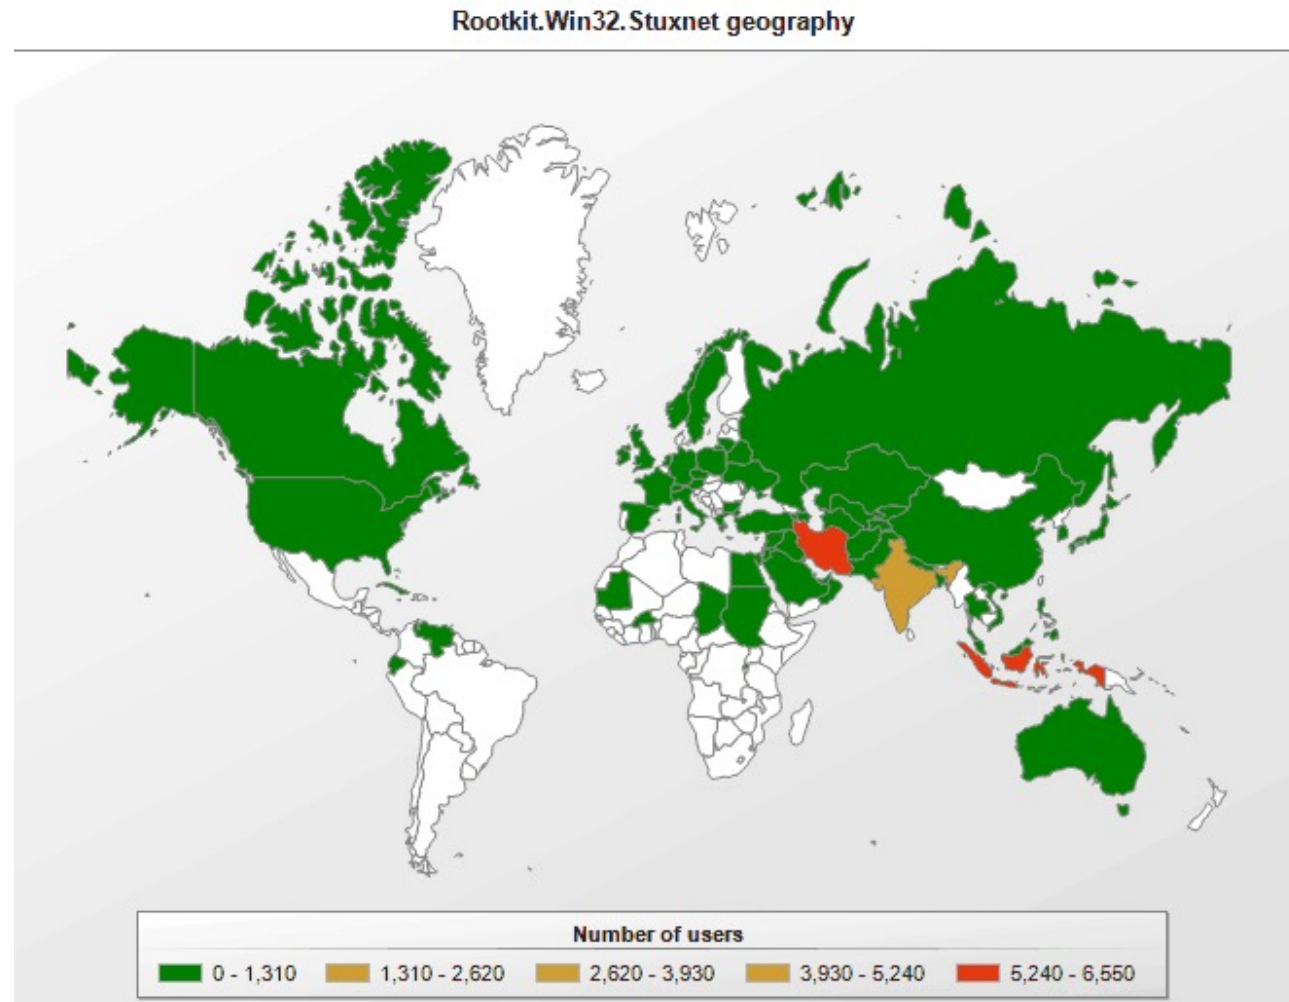 Rootkit.Win32.Stuxnet geography
Number of users
0 - 1,310 1,310 - 2,620 2,620 - 3,930 3,930 - 5,240 5,240 - 6,550